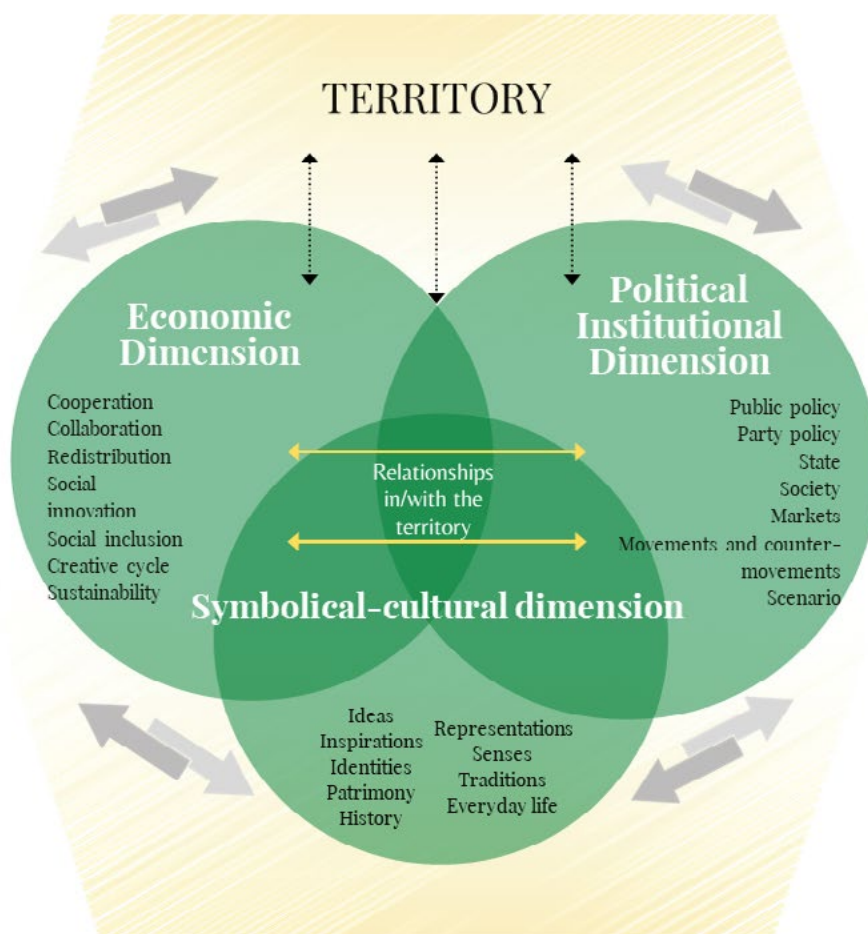 TERRITORY
Economic
Dimension
Cooperation
Collaboration
Redistribution
Social
innovation
Social inclusion
Creative cycle
Sustainability
Political
Institutional
Dimension
Public policy
Party policy
State
Society
Markets
Movements and counter-
movements
Scenario
Relationships
in/with the
territory
Symbolical-cultural dimension
Ideas
Inspirations
Identities
Patrimony
History
Representations
Senses
Traditions
Everyday life